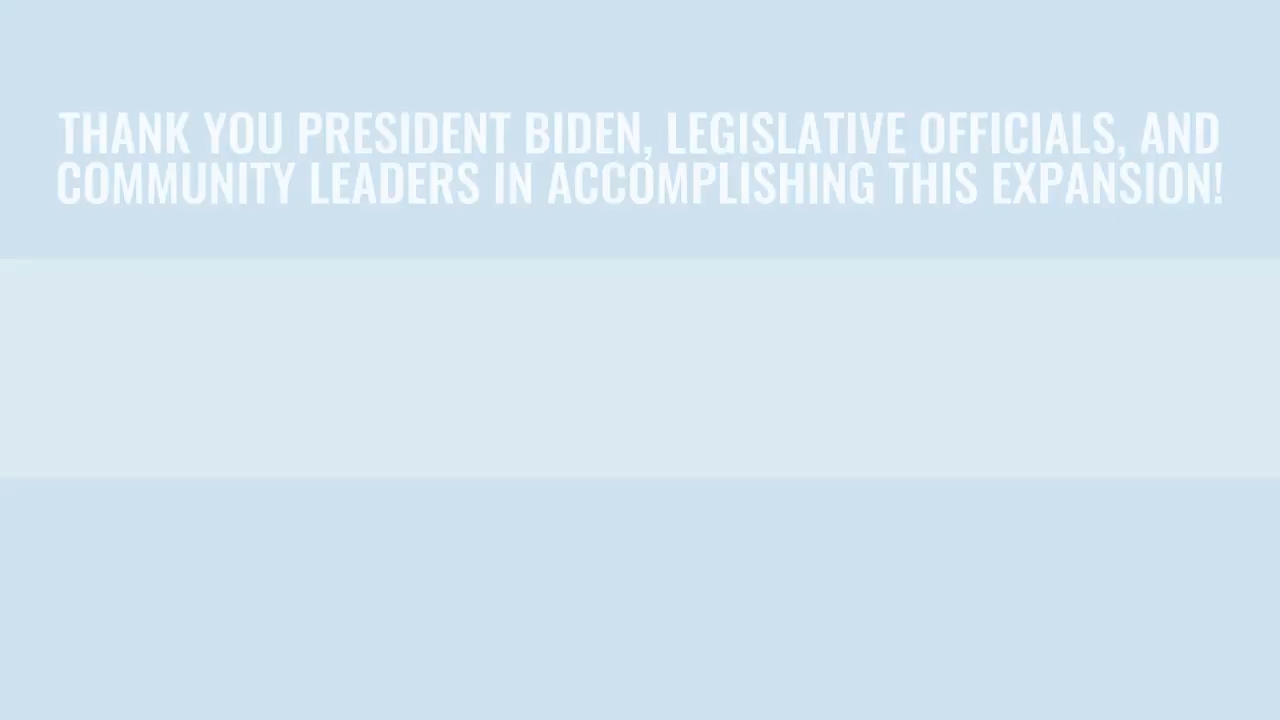 THANK YOU PRESIDENT BIDEN, LEGISLATIVE OFFICIALS, AND
COMMUNITY LEADERS IN ACCOMPLISHING THIS EXPANSION!